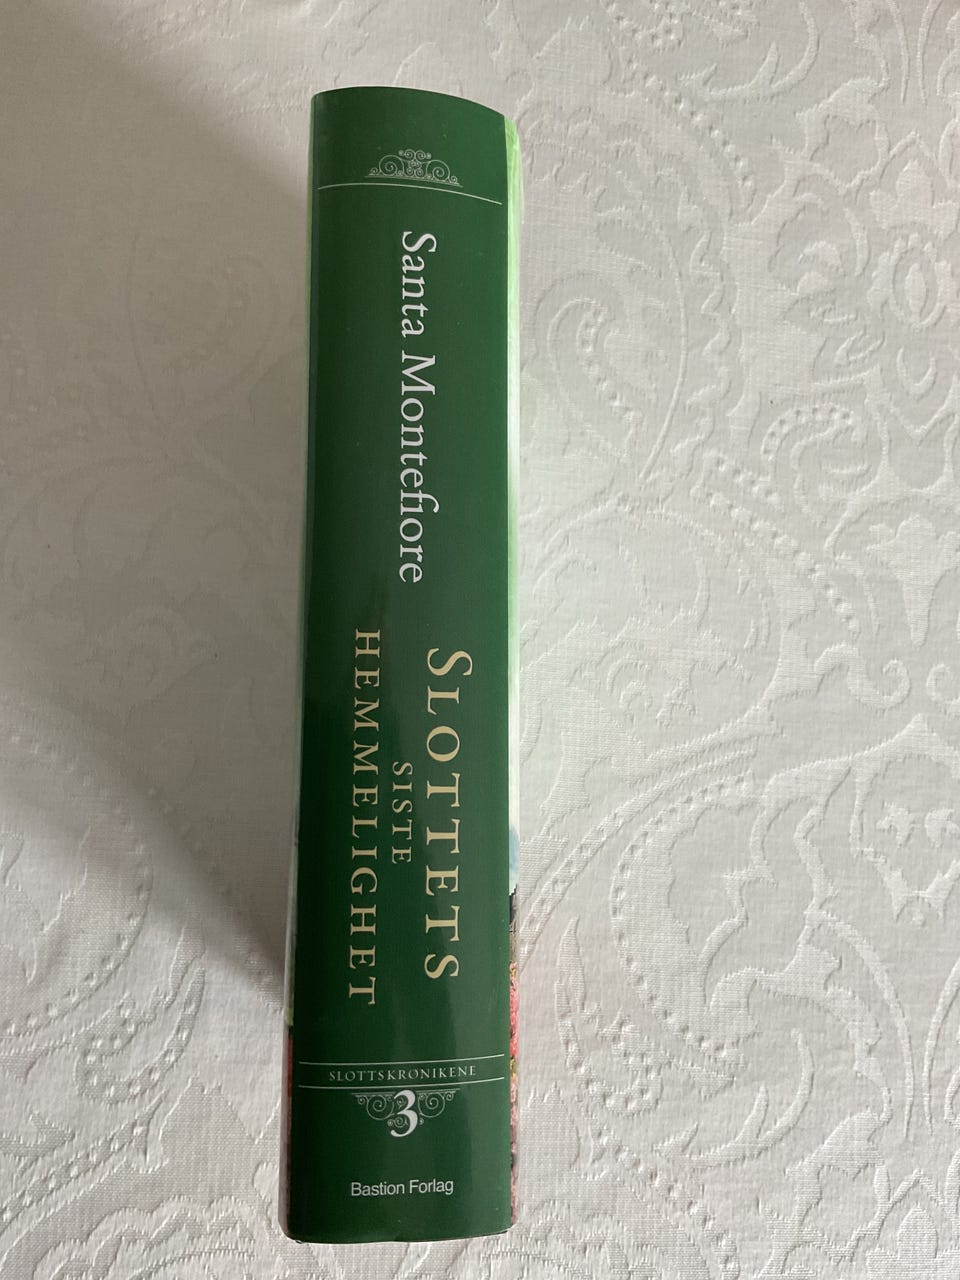 Santa Montefiore
SLOTTETS
SISTE
HEMMELIGHET
SLOTTSKRØNIKENE
3
Bastion Forlag